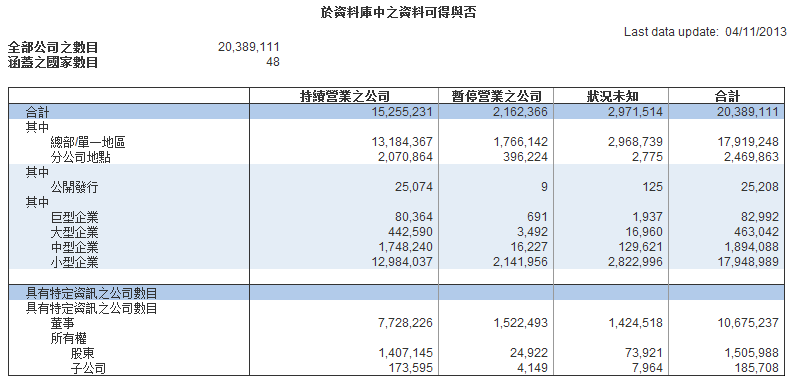 於資料庫中之資料可得與否
Last data update: 04/11/2013
全部公司之數目 20,389,111
涵蓋之國家數目 48
持續營業之公司 暫停營業之公司 狀況未知 合計
合計 15,255,231 2,162,366 2,971,514 20,389,111
其中
總部/單一地區 13,184,367 1,766,142 2,968,739 17,919,248
分公司地點 2,070,864 396,224 2,775 2,469,863
其中
公開發行 25,074 9 125 25,208
其中
巨型企業 80,364 691 1,937 82,992
大型企業 442,590 3,492 16,960 463,042
中型企業 1,748,240 16,227 129,621 1,894,088
小型企業 12,984,037 2,141,956 2,822,996 17,948,989
具有特定資訊之公司數目
具有特定資訊之公司數目
董事 7,728,226 1,522,493 1,424,518 10,675,237
所有權
股東 1,407,145 24,922 73,921 1,505,988
子公司 173,595 4,149 7,964 185,708